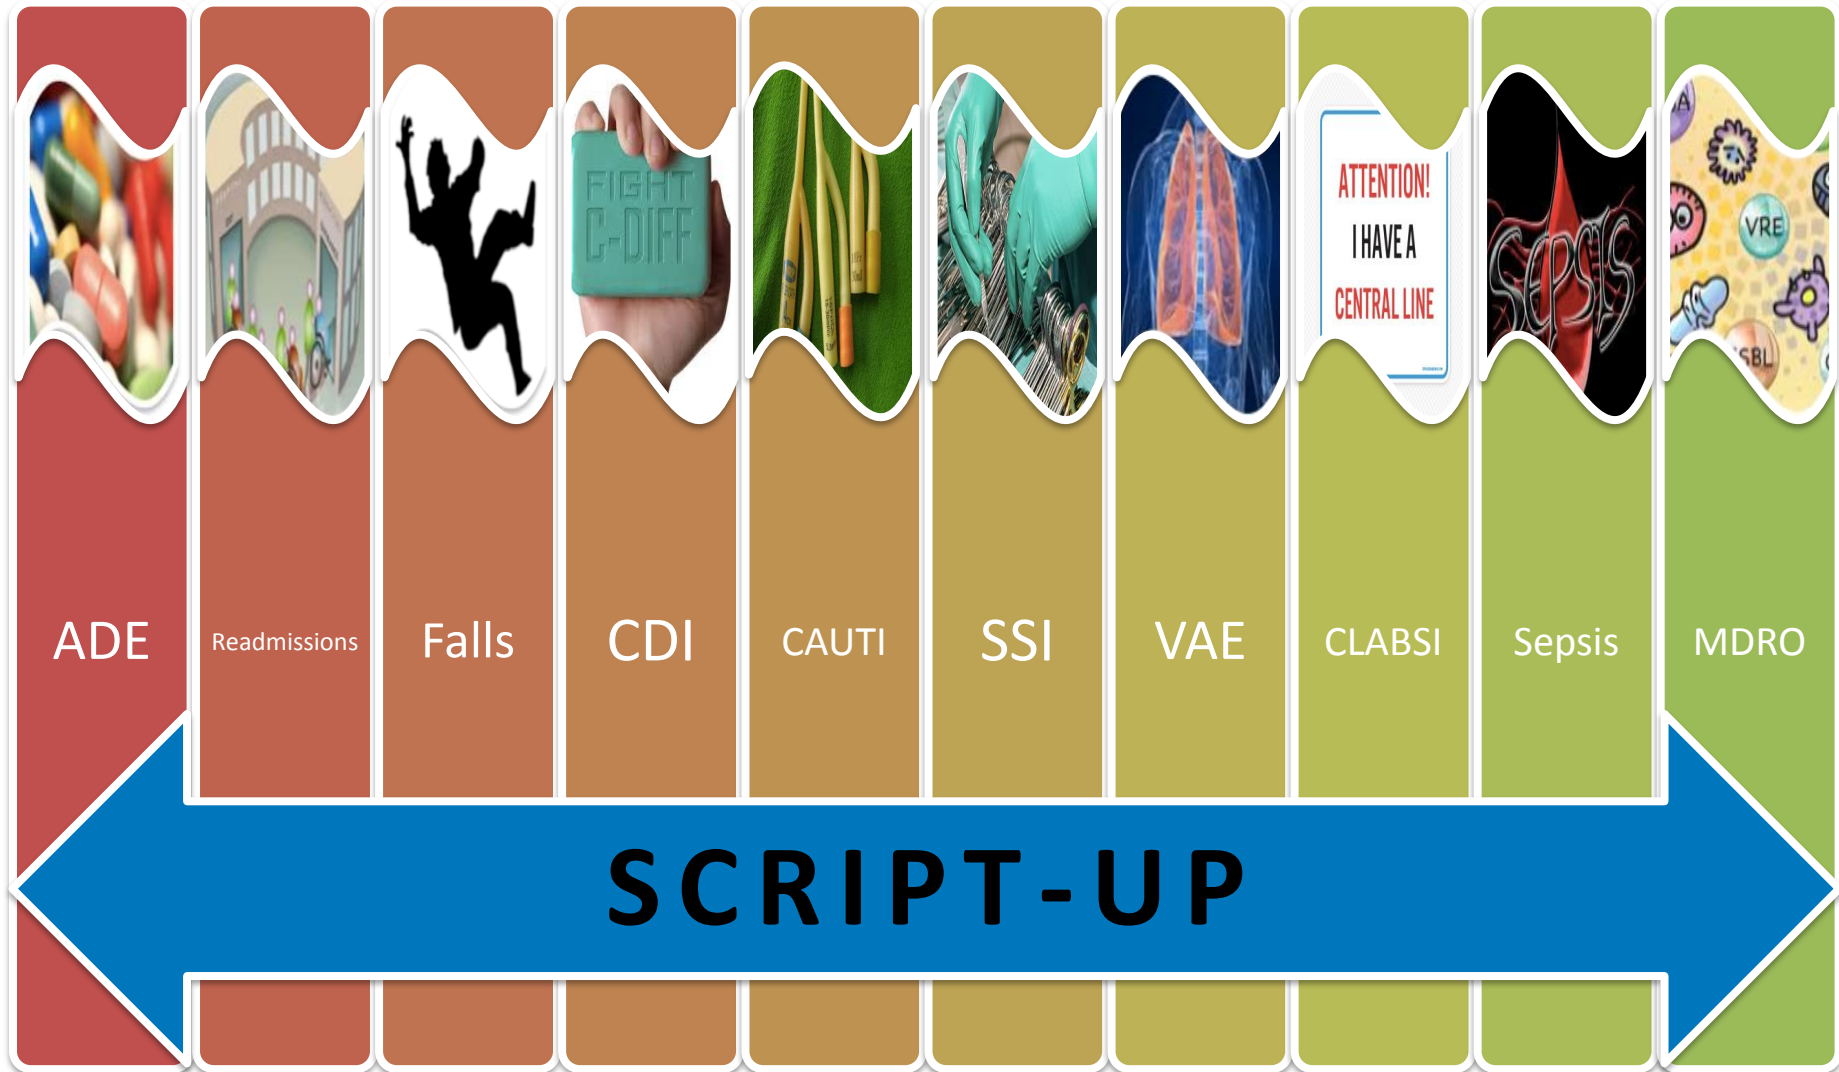 FIGHT
C-DIFF
ATTENTION!
I HAVE A
CENTRAL LINE
SEPSIS
VRE
SBL
ADE
Readmissions
Falls
CDI
CAUTI
SSI
VAE
CLABSI
Sepsis
MDRO
SCRIPT-UP